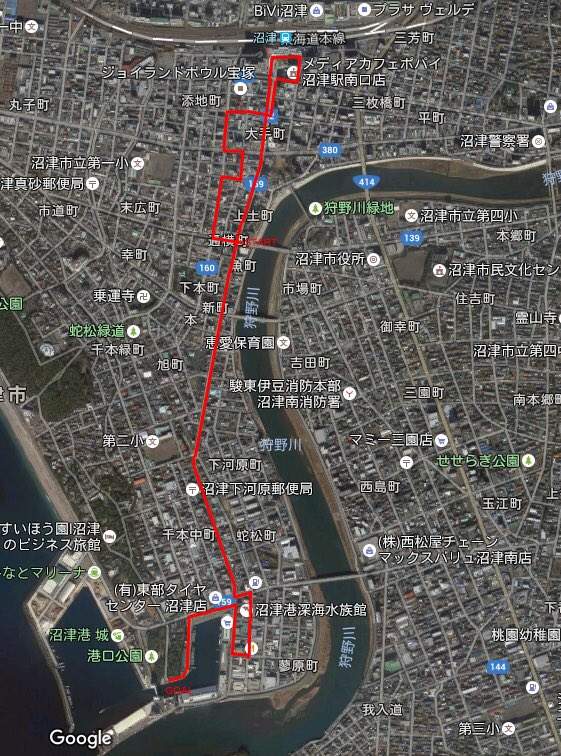 BiVi沼津
プラサ ヴェルデ
一中
沼津
東海道本線
三芳町
メディアカフェポパイ
沼津駅南口店
ジョイランドボウル宝塚
丸子町
添地町
三枚橋町
平町
大手町
沼津警察署
380
沼津市立第一小
津真砂郵便局
159
414
狩野川緑地
市道町
末広町
上土町
沼津市立第四小
本郷町
139
通横町
START
幸町
魚町
沼津市役所
160
沼津市民文化セン
下本町
市場町
住吉町
乗運寺
新町
狩野川
公園
蛇松緑道
本
御幸町
霊山寺
千本緑町
恵愛保育園
旭町
吉田町
沼津市立第四中
津市
駿東伊豆消防本部
沼津南消防署
三園町
南本郷町
第二小
狩野川
マミー三園店
下河原町
せせらぎ公園
沼津下河原郵便局
西島町
玉江町
すいほう園|沼津
のビジネス旅館
千本中町
蛇松町
(株)西松屋チェーン
マックスバリュ沼津南店
なとマリーナ
(有)東部タイヤ
センター 沼津店
159
沼津港深海水族館
沼津港 城
桃園幼稚園
港口公園
狩野川
蓼原町
144
GOAL
我入道
Google
第三小